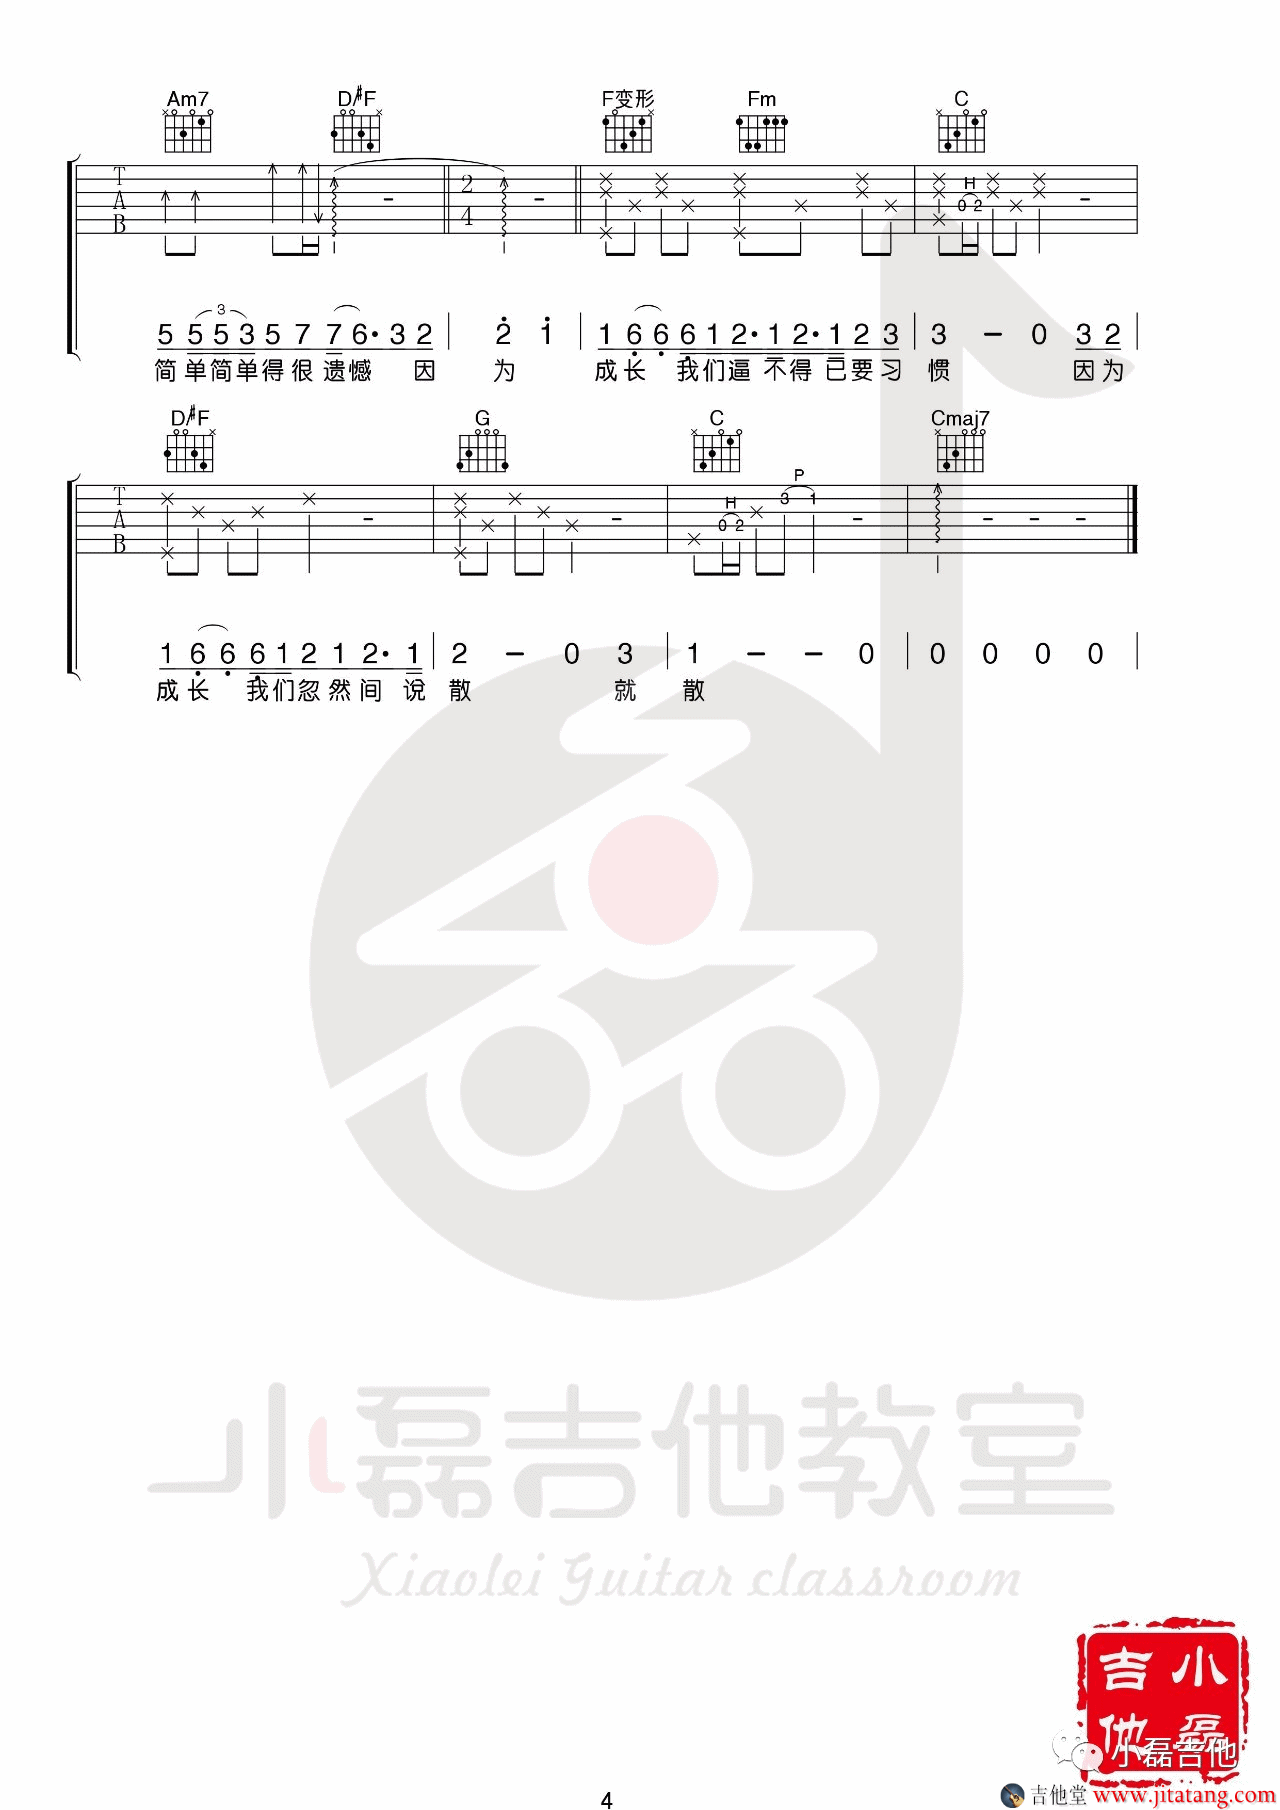 Am7 D/#F F变形 Fm C
T A B 2 4 H 0 2
3
5 5 5 3 5 7 7 6· 3 2 | 2 1 | 1 6 6 6 1 2· 1 2· 1 2 3 | 3 — 0 3 2 |
简单简单得很遗憾 因 为 成长 我们逼不得已要习 惯 因为
D/#F G C Cmaj7
T A B H 0 2 P 3 1
1 6 6 6 1 2 1 2· 1 | 2 — 0 3 | 1 — — 0 | 0 0 0 0 |
成长 我们忽然间 说散 就 散
小磊吉他教室
Xiaolei Guitar classroom
小磊吉他
小磊吉他
吉他堂 www.jitatang.com
4